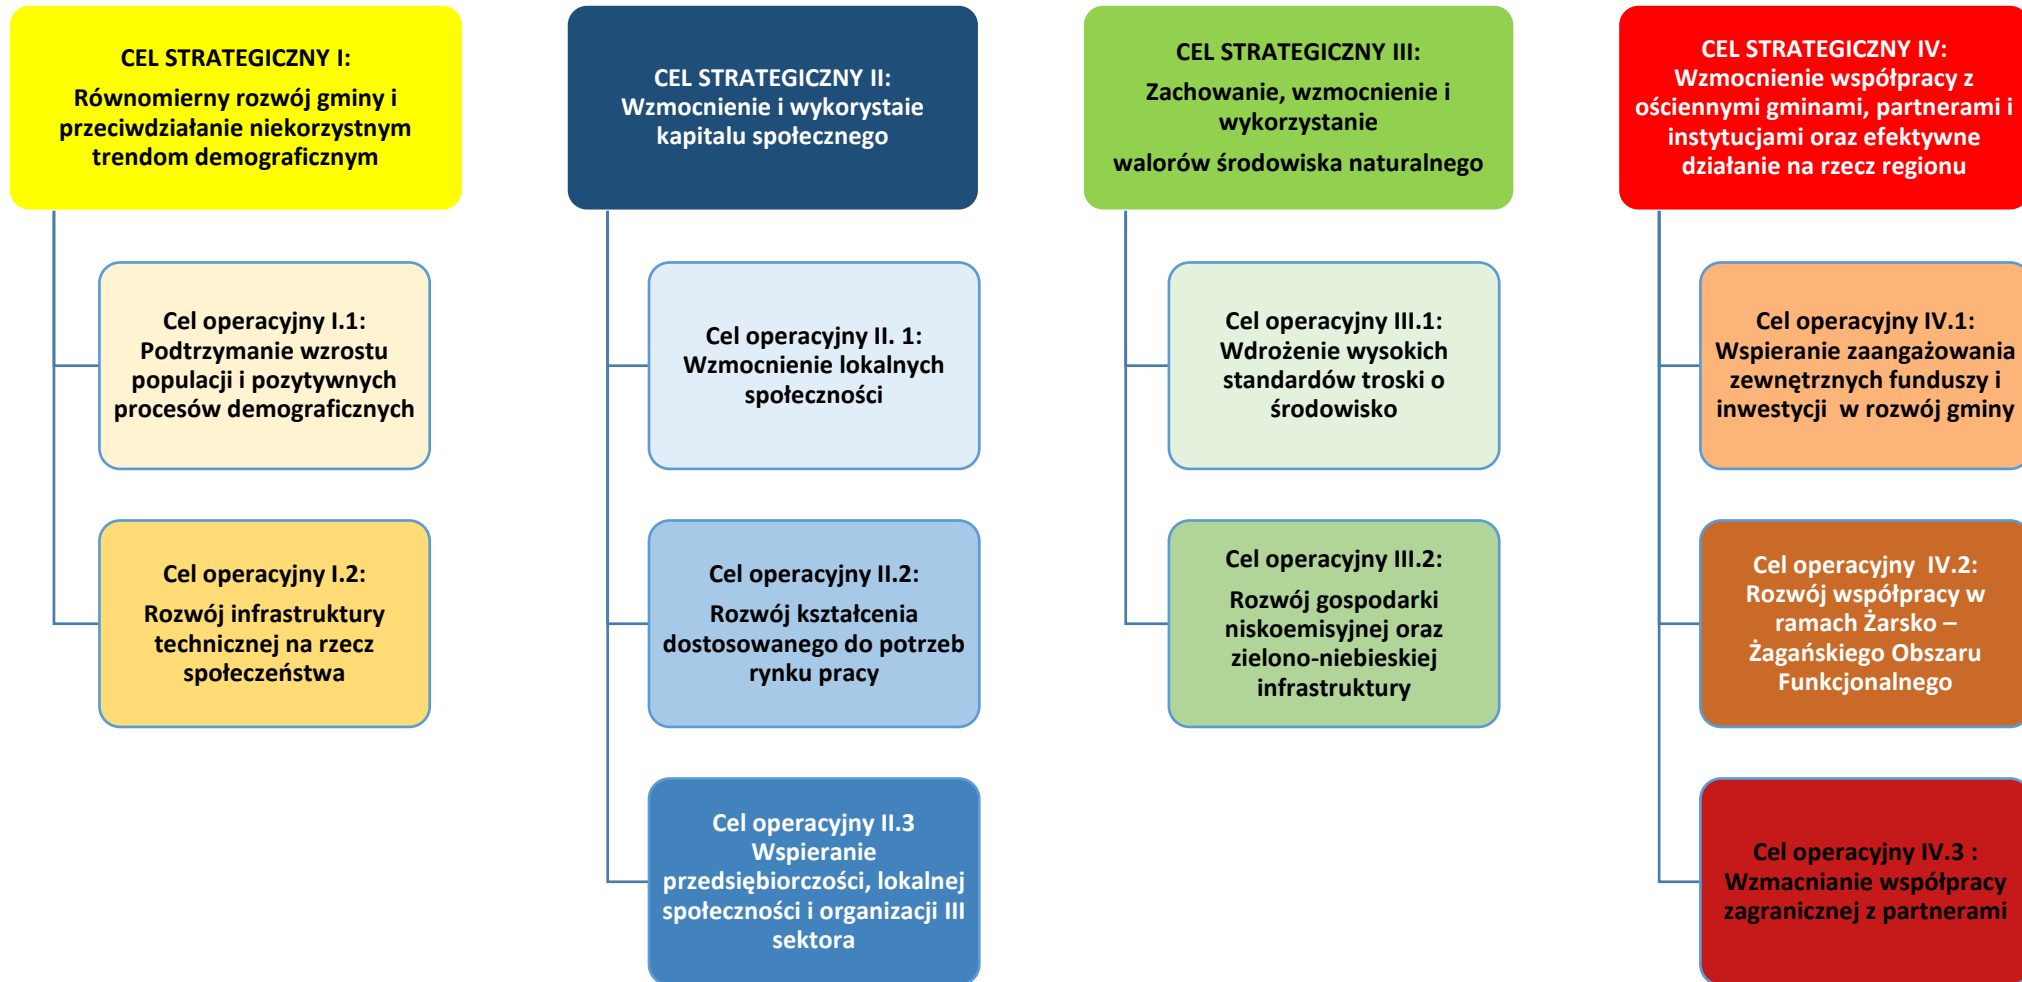 CEL STRATEGICZNY I:
Równomierny rozwój gminy i
przeciwdziałanie niekorzystnym
trendom demograficznym
Cel operacyjny I.1:
Podtrzymanie wzrostu
populacji i pozytywnych
procesów demograficznych
Cel operacyjny I.2:
Rozwój infrastruktury
technicznej na rzecz
społeczeństwa
CEL STRATEGICZNY II:
Wzmocnienie i wykorystaie
kapitalu społecznego
Cel operacyjny II. 1:
Wzmocnienie lokalnych
społeczności
Cel operacyjny II.2:
Rozwój kształcenia
dostosowanego do potrzeb
rynku pracy
Cel operacyjny II.3
Wspieranie
przedsiębiorczości, lokalnej
społeczności i organizacji III
sektora
CEL STRATEGICZNY III:
Zachowanie, wzmocnienie i
wykorzystanie
walorów środowiska naturalnego
Cel operacyjny III.1:
Wdrożenie wysokich
standardów troski o
środowisko
Cel operacyjny III.2:
Rozwój gospodarki
niskoemisyjnej oraz
zielono-niebieskiej
infrastruktury
CEL STRATEGICZNY IV:
Wzmocnienie współpracy z
ościennymi gminami, partnerami i
instytucjami oraz efektywne
działanie na rzecz regionu
Cel operacyjny IV.1:
Wspieranie zaangażowania
zewnętrznych funduszy i
inwestycji  w rozwój gminy
Cel operacyjny  IV.2:
Rozwój współpracy w
ramach Żarsko –
Żagańskiego Obszaru
Funkcjonalnego
Cel operacyjny IV.3 :
Wzmacnianie współpracy
zagranicznej z partnerami